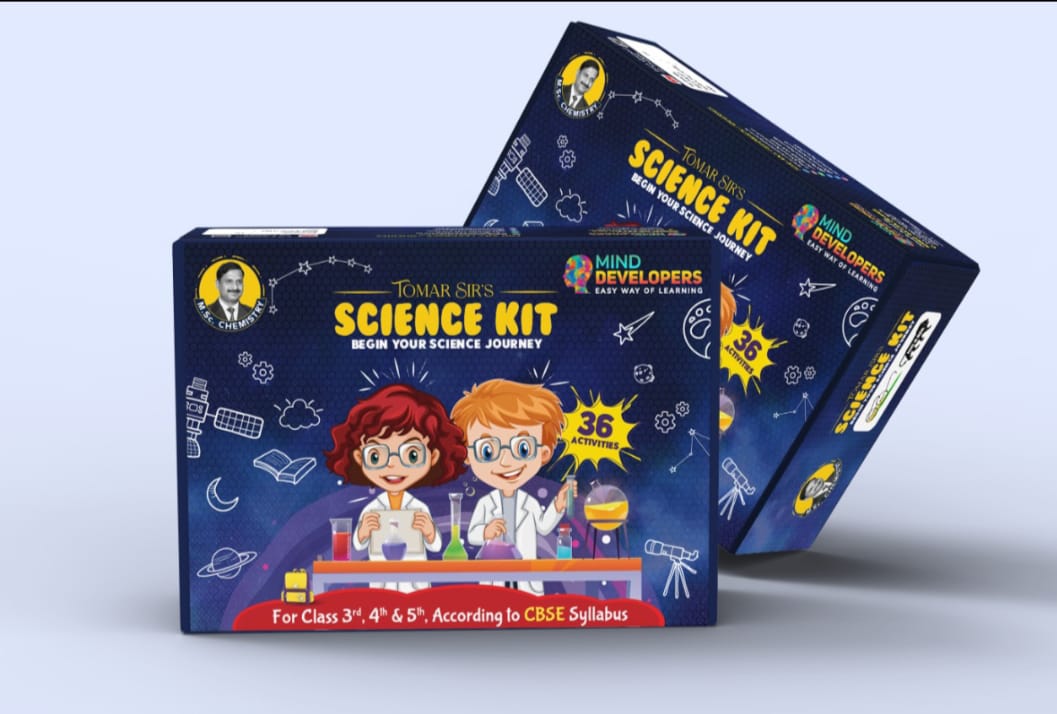 M.Sc. CHEMISTRY
TOMAR SIR'S
SCIENCE KIT
BEGIN YOUR SCIENCE JOURNEY
MIND
DEVELOPERS
EASY WAY OF LEARNING
36
ACTIVITIES
For Class 3rd, 4th & 5th, According to CBSE Syllabus
M.Sc. CHEMISTRY
TOMAR SIR'S
SCIENCE KIT
BEGIN YOUR SCIENCE JOURNEY
MIND
DEVELOPERS
EASY WAY OF LEARNING
36
ACTIVITIES
TOMAR SIR'S
SCIENCE KIT